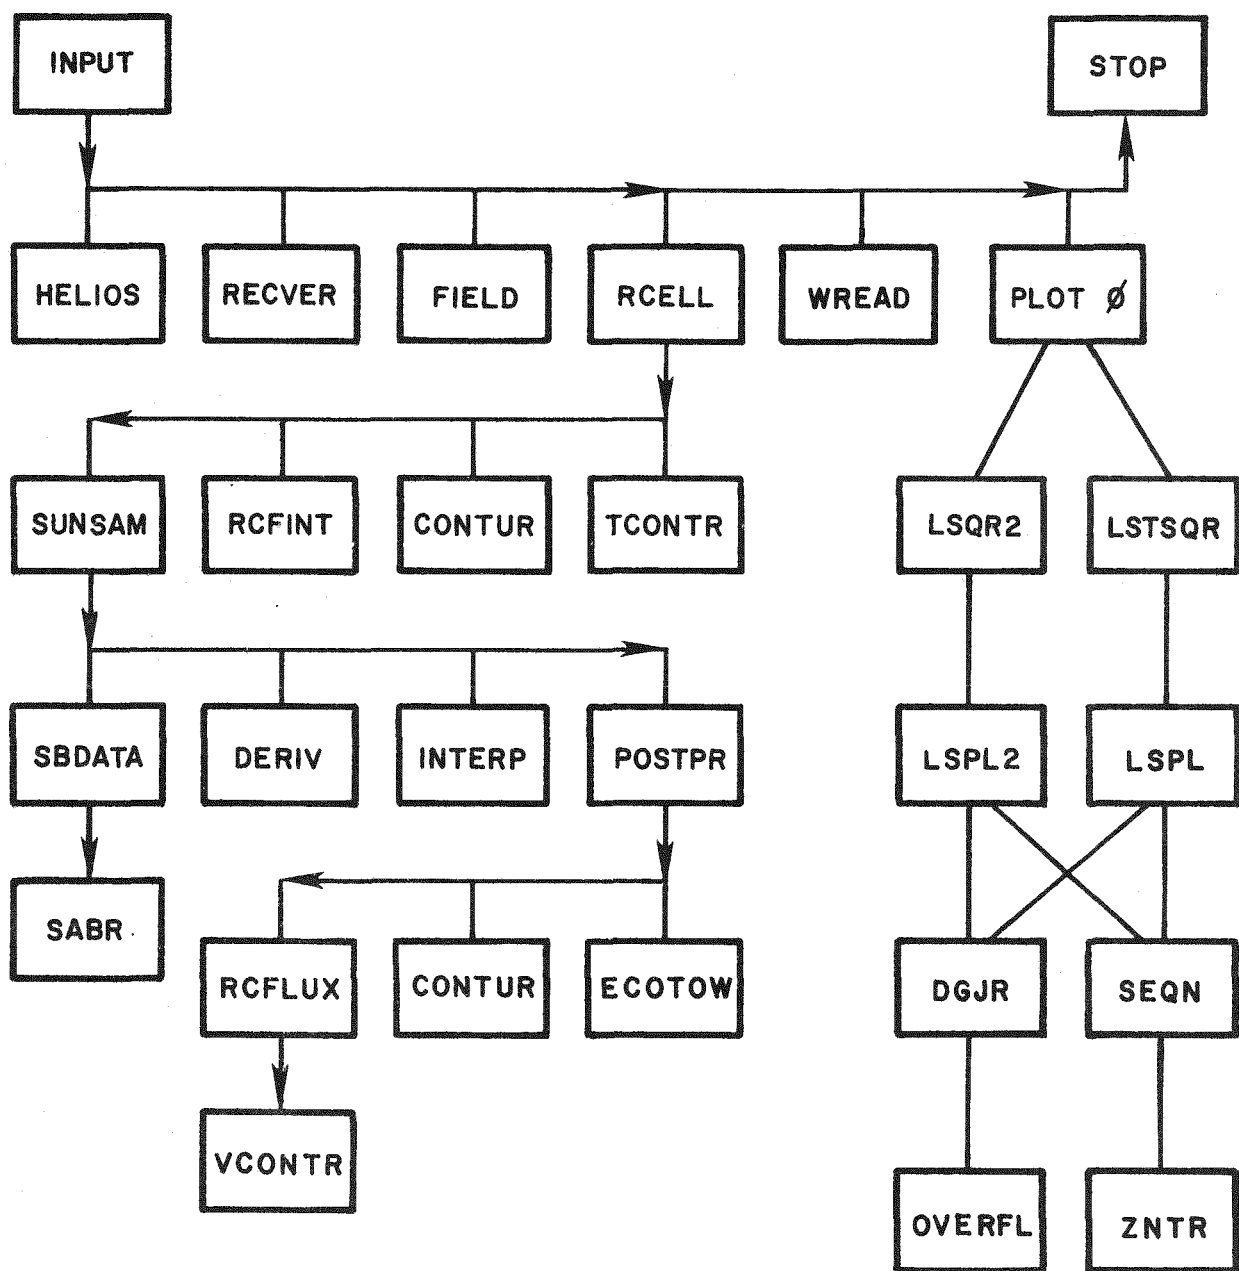 INPUT
STOP
HELIOS
RECVER
FIELD
RCELL
WREAD
PLOT Ø
SUNSAM
RCFINT
CONTUR
TCONTR
LSQR2
LSTSQR
SBDATA
DERIV
INTERP
POSTPR
LSPL2
LSPL
SABR
RCFLUX
CONTUR
ECOTOW
DGJR
SEQN
VCONTR
OVERFL
ZNTR